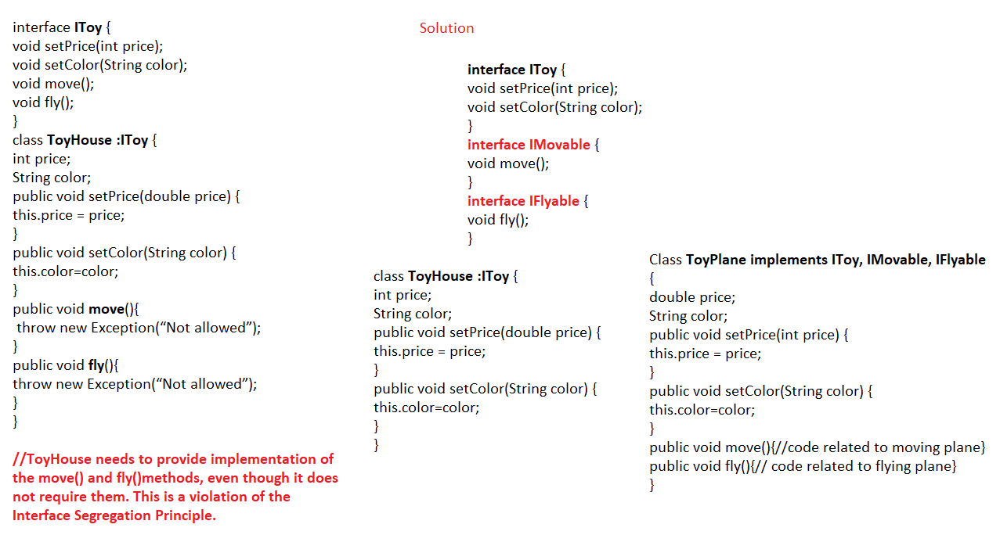 interface IToy {
void setPrice(int price);
void setColor(String color);
void move();
void fly();
}
class ToyHouse :IToy {
int price;
String color;
public void setPrice(double price) {
this.price = price;
}
public void setColor(String color) {
this.color=color;
}
public void move(){
throw new Exception(“Not allowed”);
}
public void fly(){
throw new Exception(“Not allowed”);
}
}
//ToyHouse needs to provide implementation of
the move() and fly()methods, even though it does
not require them. This is a violation of the
Interface Segregation Principle.
Solution
interface IToy {
void setPrice(int price);
void setColor(String color);
}
interface IMovable {
void move();
}
interface IFlyable {
void fly();
}
class ToyHouse :IToy {
int price;
String color;
public void setPrice(double price) {
this.price = price;
}
public void setColor(String color) {
this.color=color;
}
}
Class ToyPlane implements IToy, IMovable, IFlyable
{
double price;
String color;
public void setPrice(int price) {
this.price = price;
}
public void setColor(String color) {
this.color=color;
}
public void move(){//code related to moving plane}
public void fly(){// code related to flying plane}
}